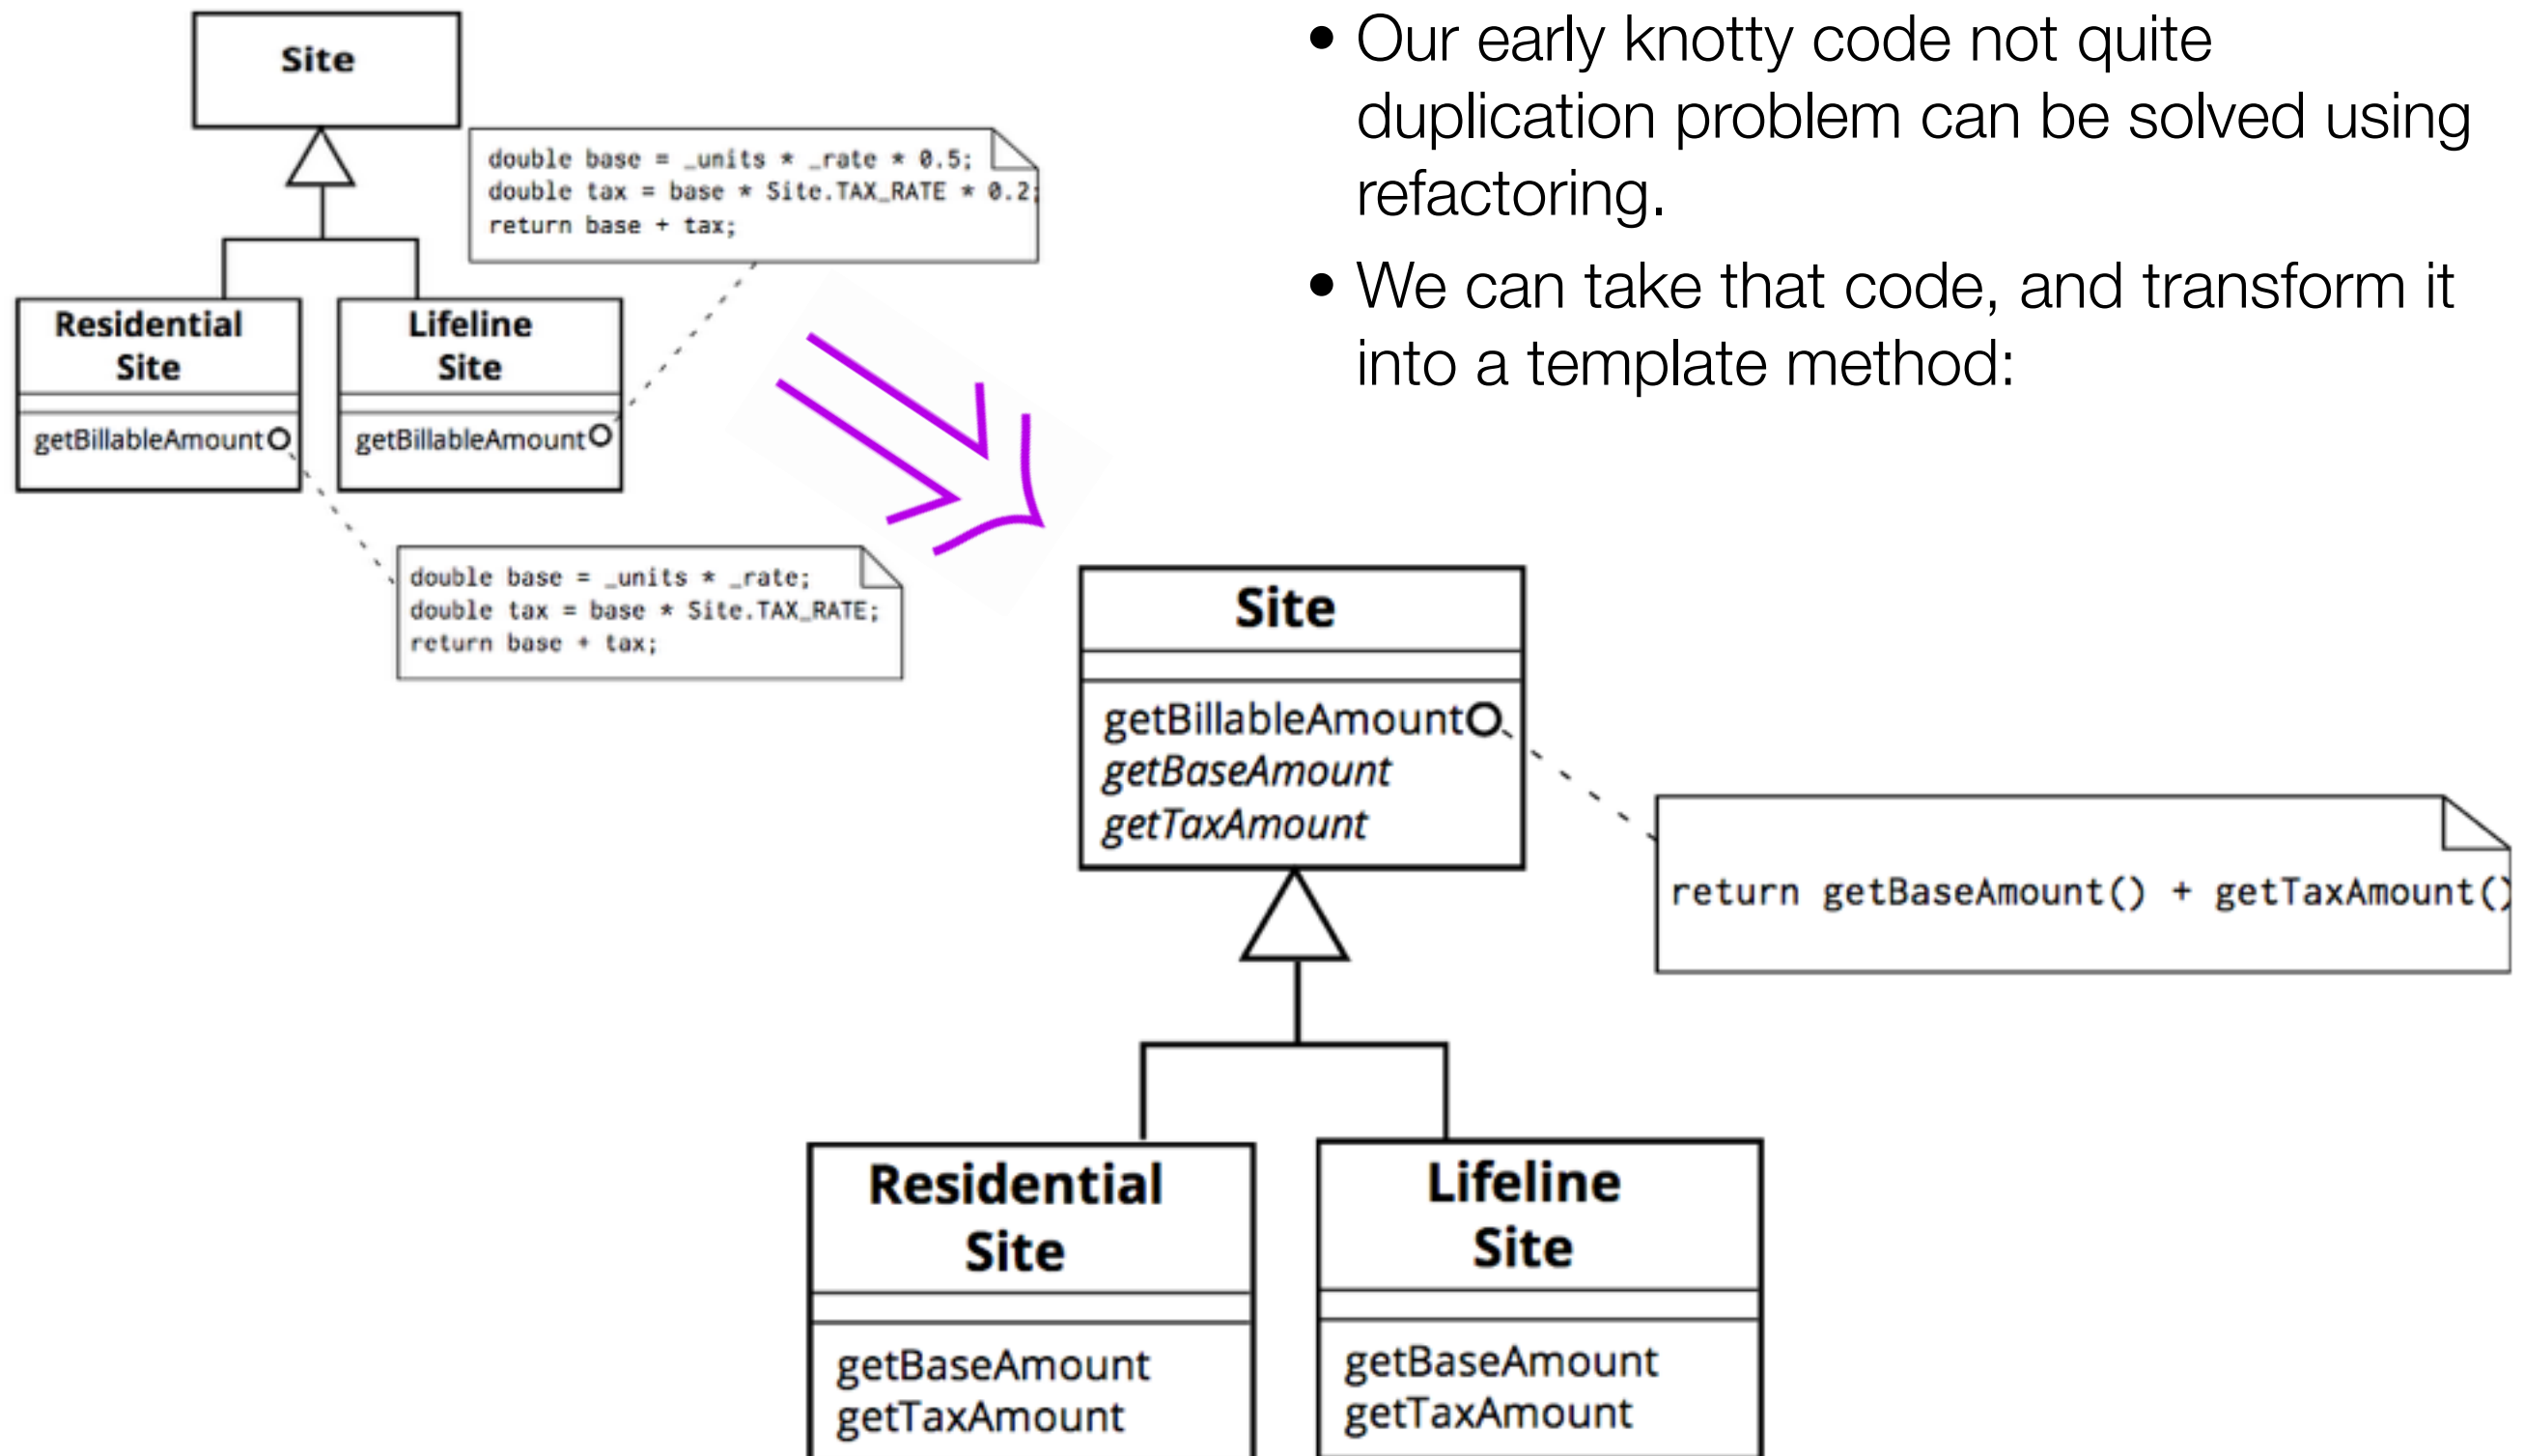 Site
double base = _units * _rate * 0.5;
double tax = base * Site.TAX_RATE * 0.2;
return base + tax;
Residential
Site
getBillableAmount
Lifeline
Site
getBillableAmount
double base = _units * _rate;
double tax = base * Site.TAX_RATE;
return base + tax;
• Our early knotty code not quite
duplication problem can be solved using
refactoring.
• We can take that code, and transform it
into a template method:
Site
getBillableAmount
getBaseAmount
getTaxAmount
return getBaseAmount() + getTaxAmount()
Residential
Site
getBaseAmount
getTaxAmount
Lifeline
Site
getBaseAmount
getTaxAmount